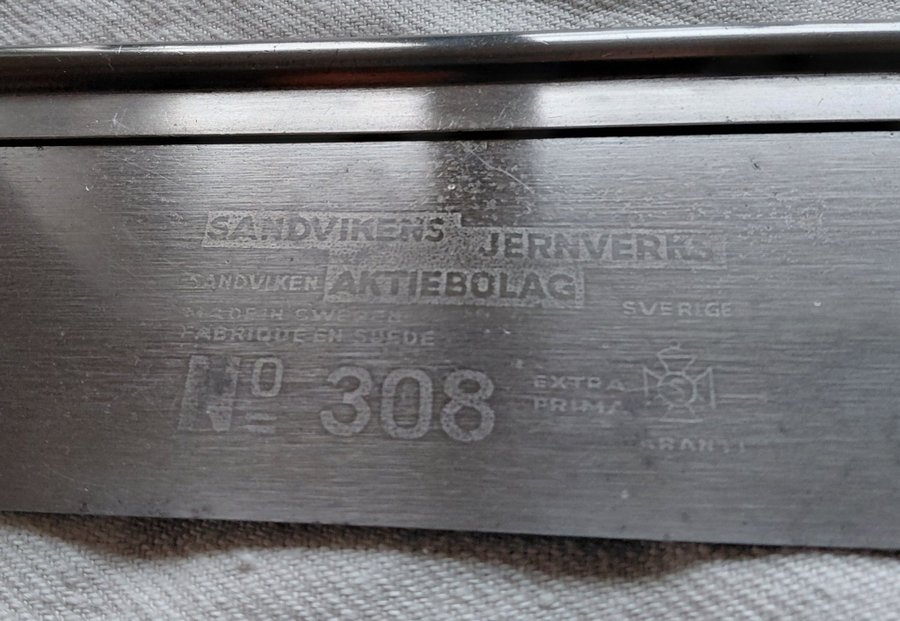 SANDVIKENS JERNVERKS
SANDVIKEN AKTIEBOLAG SVERIGE
MADE IN SWEDEN
FABRIQUE EN SUEDE
Nº 308
EXTRA
PRIMA
S